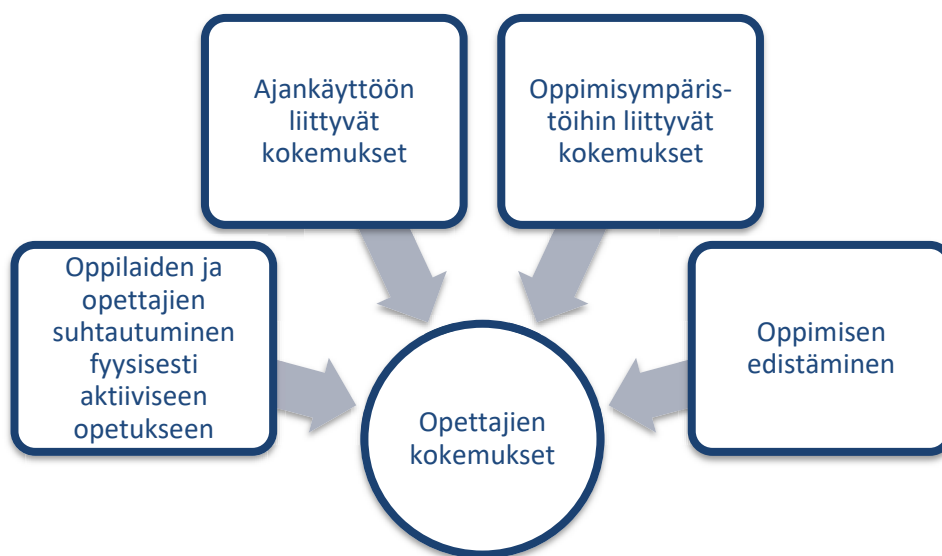 Ajankäyttöön
liittyvät
kokemukset
Oppimisympäris-
töihin liittyvät
kokemukset
Oppilaiden ja
opettajien
suhtautuminen
fyysisesti
aktiiviseen
opetukseen
Oppimisen
edistäminen
Opettajien
kokemukset